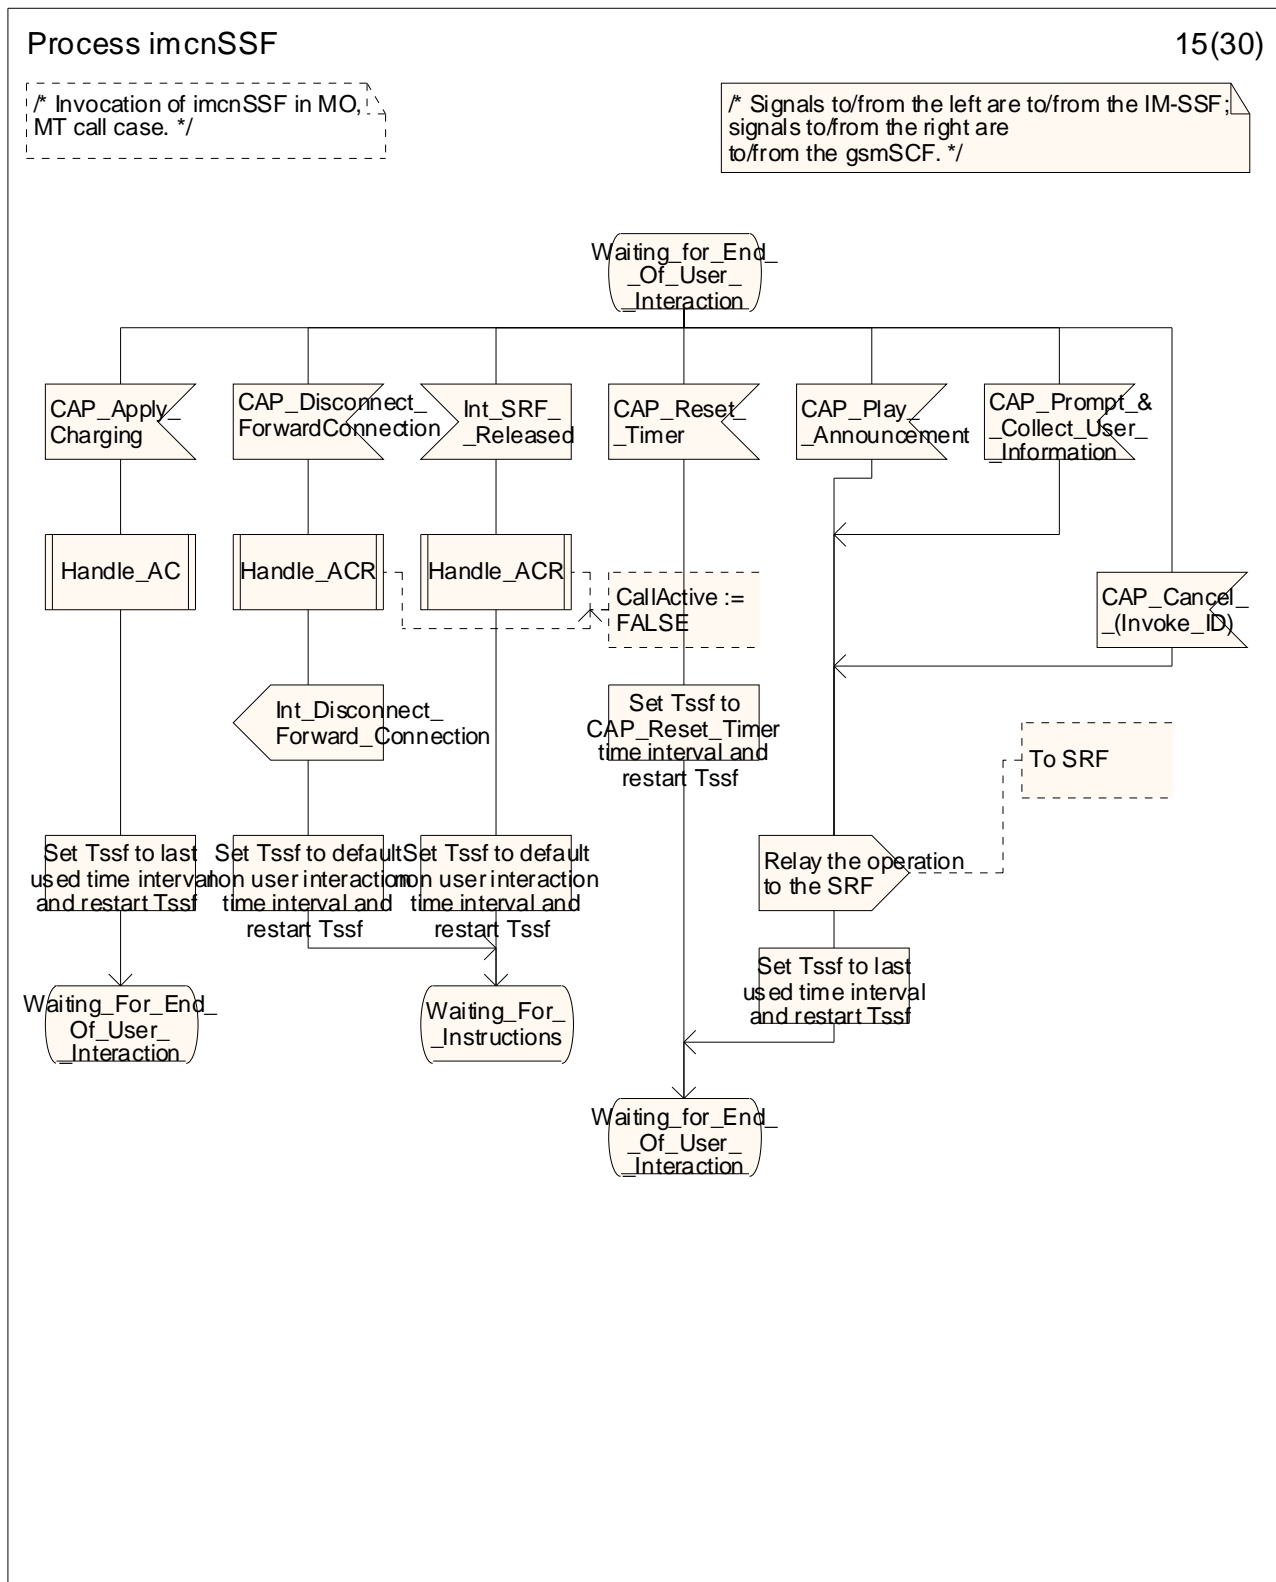 Process imcnSSF
15(30)
/* Invocation of imcnSSF in MO,
MT call case. */
/* Signals to/from the left are to/from the IM-SSF;
signals to/from the right are
to/from the gsmSCF. */
Waiting_for_End_
_Of_User_
_Interaction
CAP_Apply_
Charging
CAP_Disconnect_
ForwardConnection
Int_SRF_
_Released
CAP_Reset_
_Timer
CAP_Play_
_Announcement
CAP_Prompt_&
_Collect_User_
_Information
Handle_AC
Handle_ACR
Handle_ACR
CallActive :=
FALSE
CAP_Cancel_
_(Invoke_ID)
Int_Disconnect_
Forward_Connection
Set Tssf to
CAP_Reset_Timer
time interval and
restart Tssf
To SRF
Set Tssf to last
used time interval
and restart Tssf
Set Tssf to default
non user interaction
time interval and
restart Tssf
Set Tssf to default
non user interaction
time interval and
restart Tssf
Relay the operation
to the SRF
Set Tssf to last
used time interval
and restart Tssf
Waiting_For_End_
_Of_User_
_Interaction
Waiting_For_
_Instructions
Waiting_for_End_
_Of_User_
_Interaction